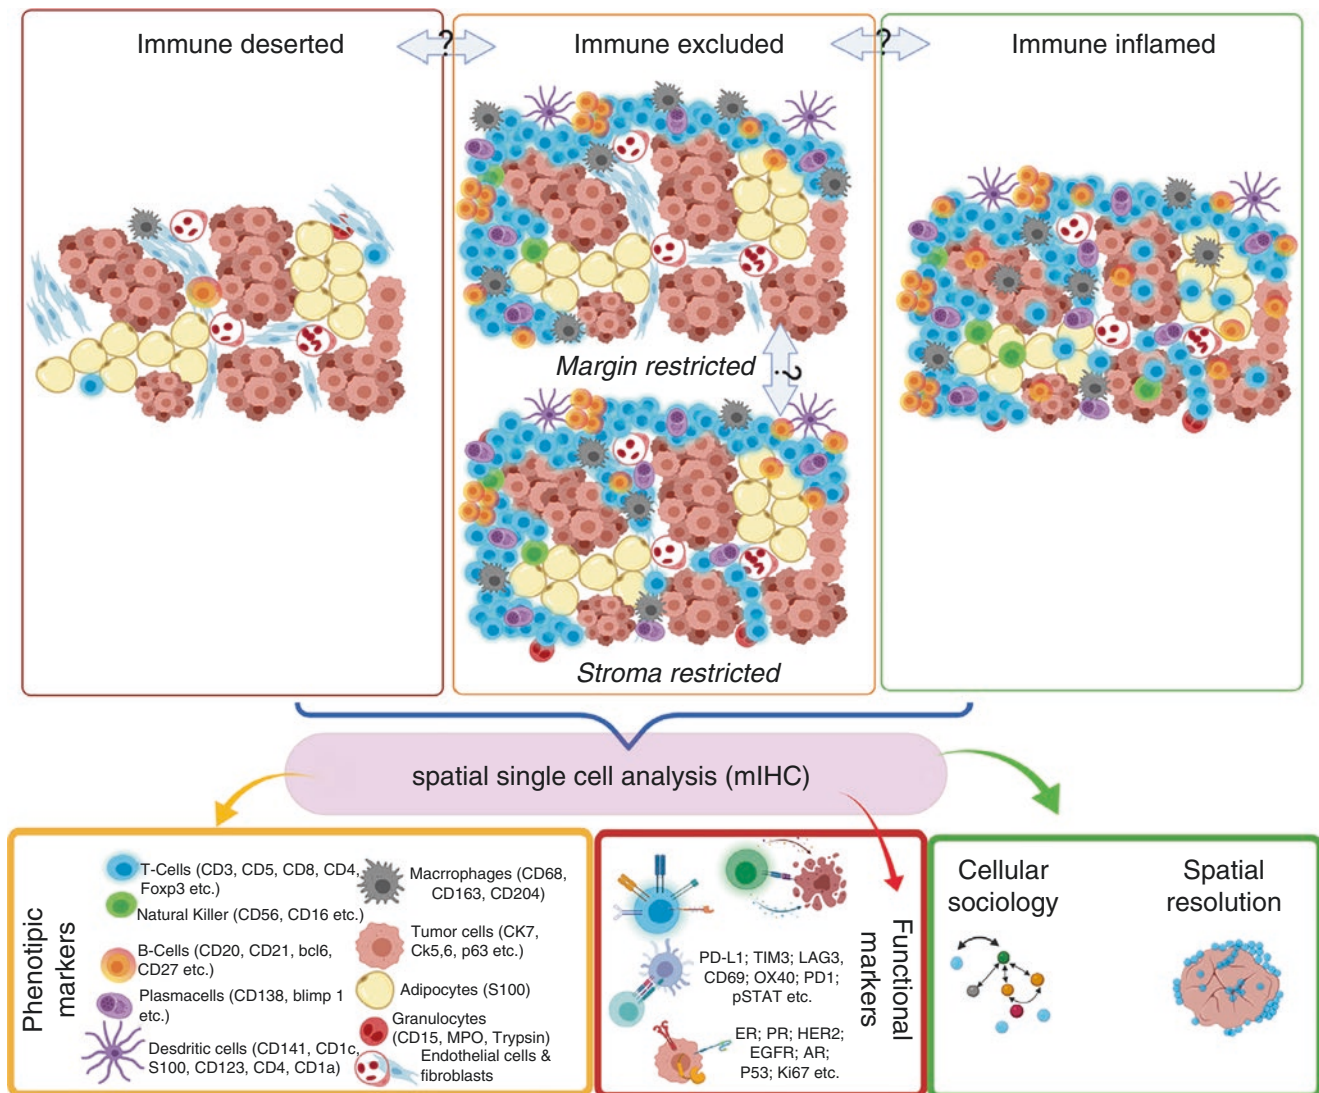 Immune deserted
?
Immune excluded
?
Immune inflamed
Margin restricted
?
Stroma restricted
spatial single cell analysis (mIHC)
Phenotipic
markers
T-Cells (CD3, CD5, CD8, CD4,
Foxp3 etc.)
Natural Killer (CD56, CD16 etc.)
B-Cells (CD20, CD21, bcl6,
CD27 etc.)
Plasmacells (CD138, blimp 1
etc.)
Desdritic cells (CD141, CD1c,
S100, CD123, CD4, CD1a)
Macrrophages (CD68,
CD163, CD204)
Tumor cells (CK7,
Ck5,6, p63 etc.)
Adipocytes (S100)
Granulocytes
(CD15, MPO, Trypsin)
Endothelial cells &
fibroblasts
PD-L1; TIM3; LAG3,
CD69; OX40; PD1;
pSTAT etc.
ER; PR; HER2;
EGFR; AR;
P53; Ki67 etc.
Functional
markers
Cellular
sociology
Spatial
resolution